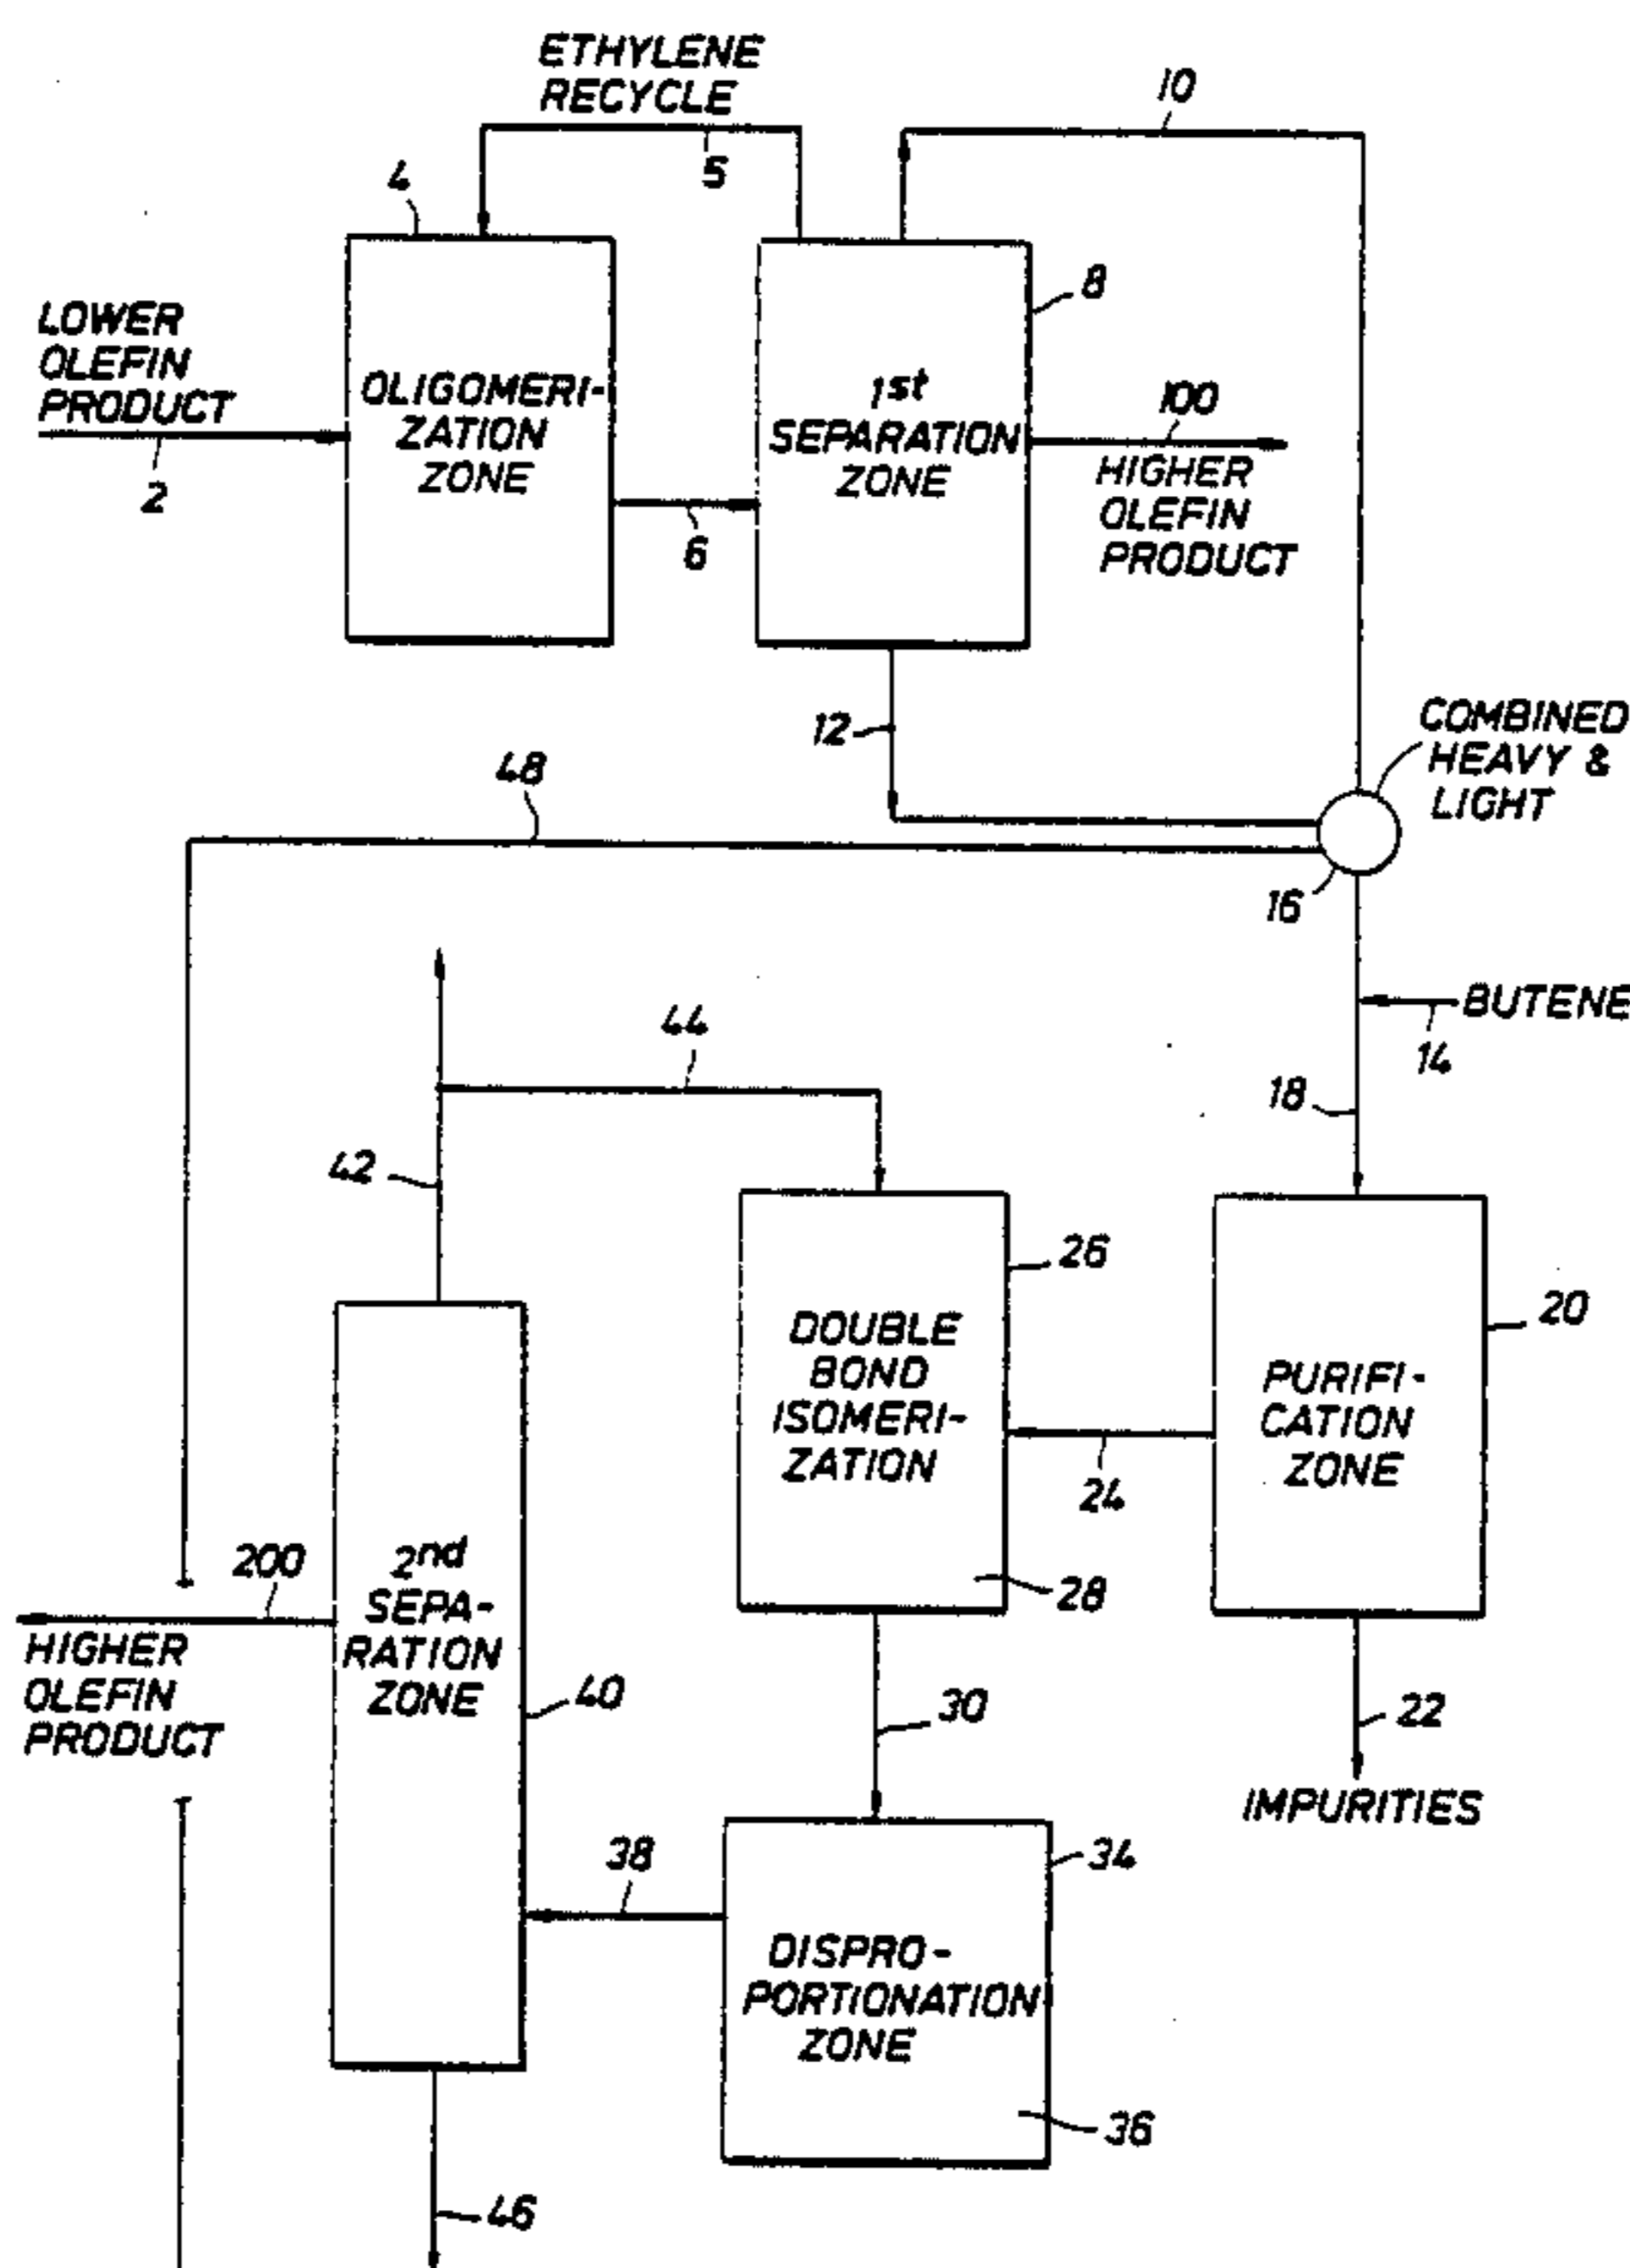 ETHYLENE
RECYCLE
5
10
4
8
LOWER
OLEFIN
PRODUCT
2
OLIGOMERI-
ZATION
ZONE
6
1st
SEPARATION
ZONE
100
HIGHER
OLEFIN
PRODUCT
12
48
COMBINED
HEAVY &
LIGHT
16
BUTENE
14
18
44
42
26
20
DOUBLE
BOND
ISOMERI-
ZATION
28
24
PURIFI-
CATION
ZONE
22
IMPURITIES
200
HIGHER
OLEFIN
PRODUCT
2nd
SEPA-
RATION
ZONE
40
30
38
34
DISPRO-
PORTIONATION
ZONE
36
46